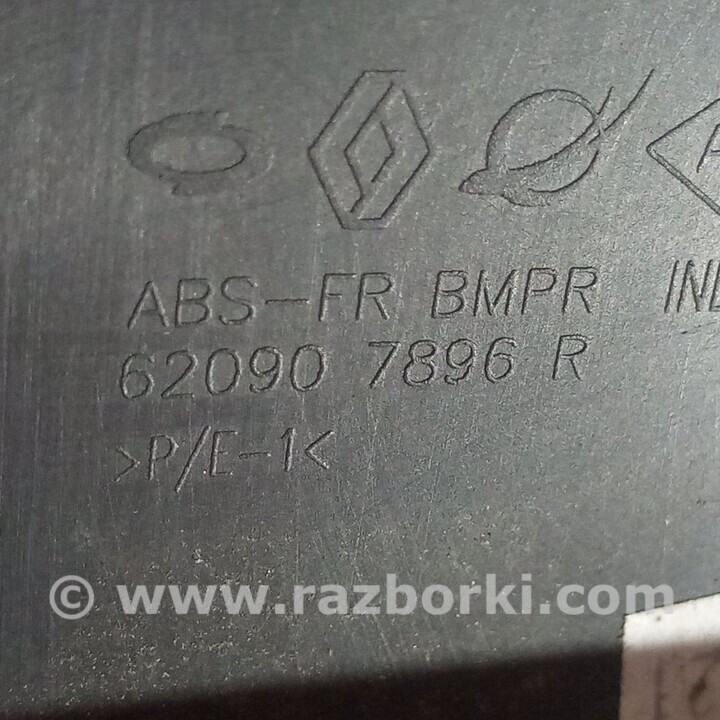 ABS-FR BMPR
62090 7896 R
>P/E-1<
© www.razborki.com